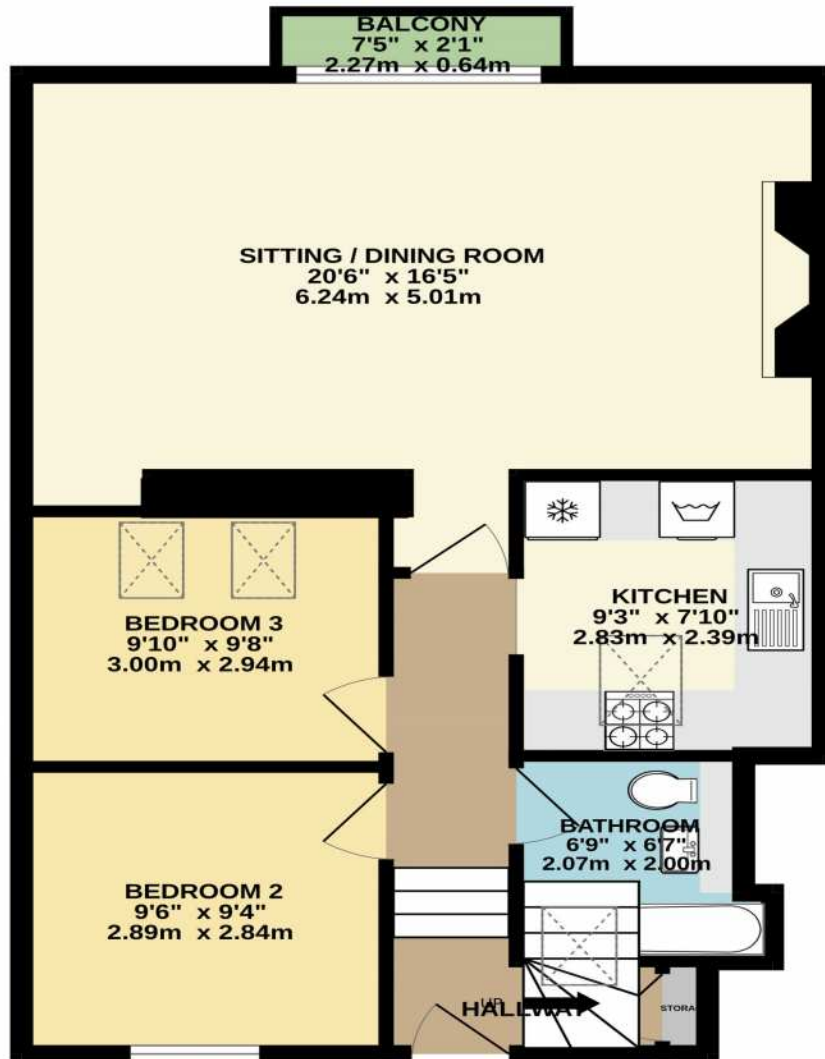 BALCONY
7'5" x 2'1"
2.27m x 0.64m
SITTING / DINING ROOM
20'6" x 16'5"
6.24m x 5.01m
KITCHEN
9'3" x 7'10"
2.83m x 2.39m
BEDROOM 3
9'10" x 9'8"
3.00m x 2.94m
BATHROOM
6'9" x 6'7"
2.07m x 2.00m
BEDROOM 2
9'6" x 9'4"
2.89m x 2.84m
UP
HALLWAY
STORA